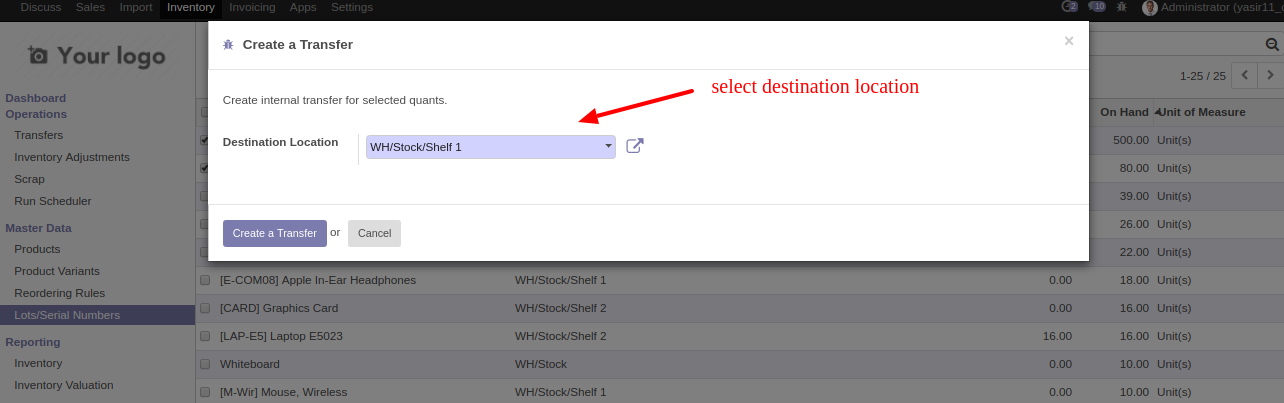 Discuss Sales Import Inventory Invoicing Apps Settings 2 10 Administrator (yasir11_
Your logo
Create a Transfer ×
select destination location
1-25 / 25
Dashboard
Operations
Create internal transfer for selected quants.
On Hand Unit of Measure
Transfers
Destination Location WH/Stock/Shelf 1
500.00 Unit(s)
Inventory Adjustments
80.00 Unit(s)
Scrap
39.00 Unit(s)
Run Scheduler
Master Data
Create a Transfer or Cancel
26.00 Unit(s)
Products
22.00 Unit(s)
Product Variants
[E-COM08] Apple In-Ear Headphones WH/Stock/Shelf 1 0.00 18.00 Unit(s)
Reordering Rules
Lots/Serial Numbers
[CARD] Graphics Card WH/Stock/Shelf 2 0.00 16.00 Unit(s)
Reporting
[LAP-E5] Laptop E5023 WH/Stock/Shelf 2 16.00 16.00 Unit(s)
Inventory
Whiteboard WH/Stock 0.00 10.00 Unit(s)
Inventory Valuation
[M-Wir] Mouse, Wireless WH/Stock/Shelf 1 0.00 10.00 Unit(s)